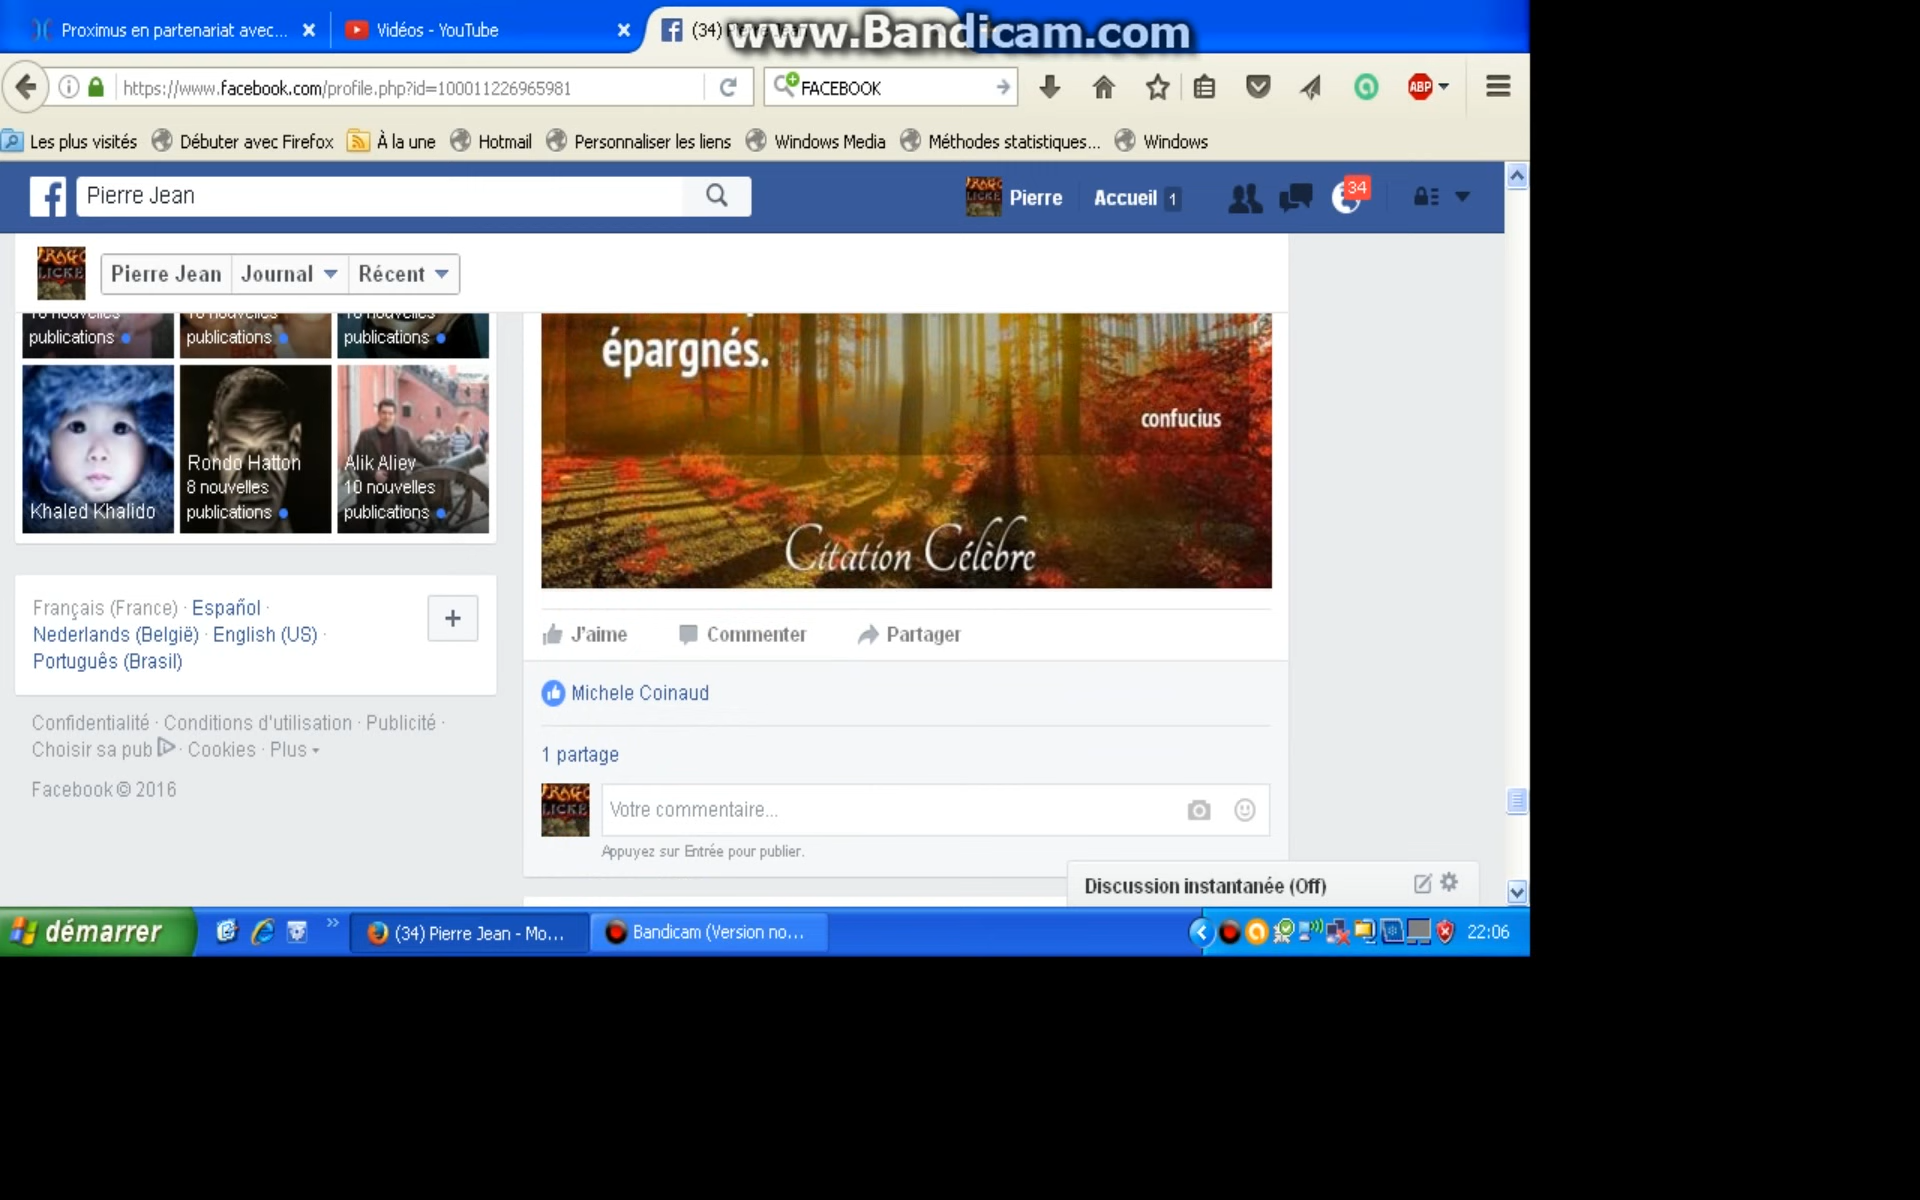 Proximus en partenariat avec...
Vidéos - YouTube
(34)
www.Bandicam.com
https://www.facebook.com/profile.php?id=100011226965981
FACEBOOK
ABP
Les plus visités
Débuter avec Firefox
À la une
Hotmail
Personnaliser les liens
Windows Media
Méthodes statistiques...
Windows
Pierre Jean
Pierre
Accueil 1
34
Pierre Jean
Journal
Récent
publications
publications
publications
épargnés.
confucius
Citation Célèbre
Khaled Khalido
Rondo Hatton
8 nouvelles
publications
Alik Aliev
10 nouvelles
publications
Français (France) · Español ·
Nederlands (België) · English (US) ·
Português (Brasil)
+
Confidentialité · Conditions d'utilisation · Publicité ·
Choisir sa pub · Cookies · Plus
Facebook © 2016
J'aime
Commenter
Partager
Michele Coinaud
1 partage
Votre commentaire...
Appuyez sur Entrée pour publier.
Discussion instantanée (Off)
démarrer
(34) Pierre Jean - Mo...
Bandicam (Version no...
22:06